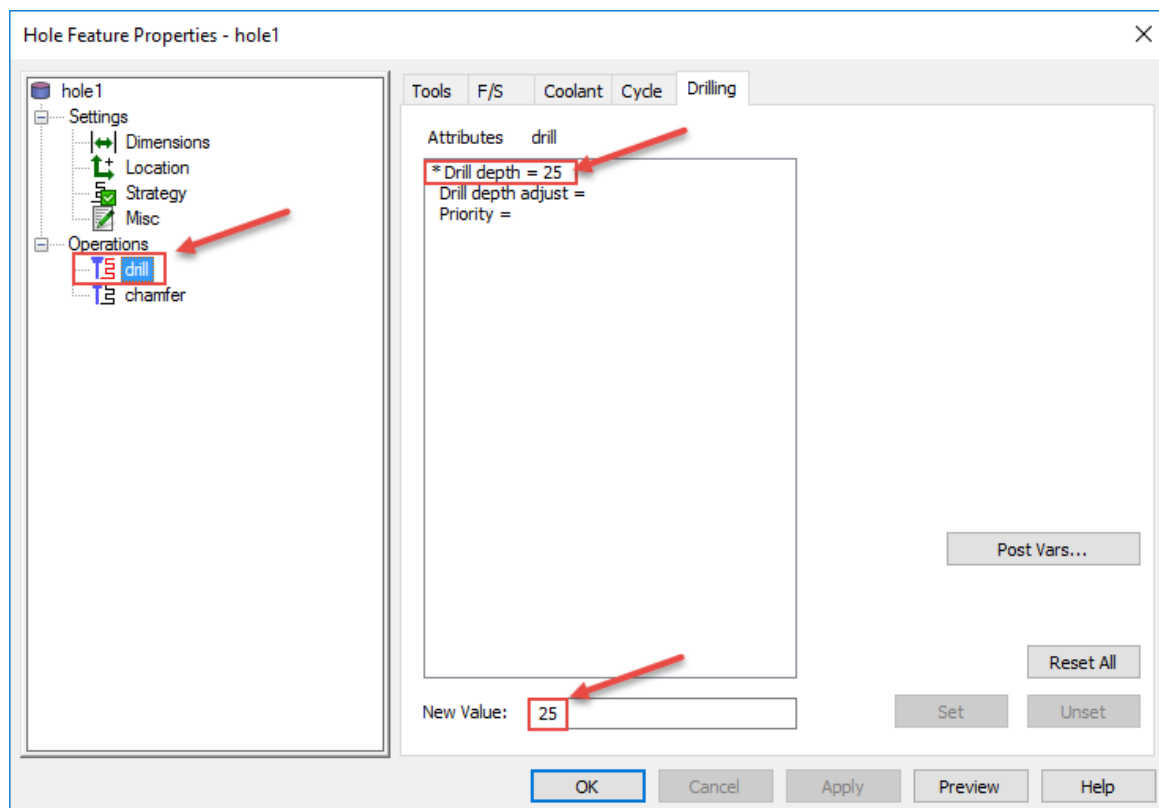 Hole Feature Properties - hole1
hole1
Settings
Dimensions
Location
Strategy
Misc
Operations
drill
chamfer
Tools F/S Coolant Cycle Drilling
Attributes drill
* Drill depth = 25
Drill depth adjust =
Priority =
Post Vars...
Reset All
New Value: 25 Set Unset
OK Cancel Apply Preview Help